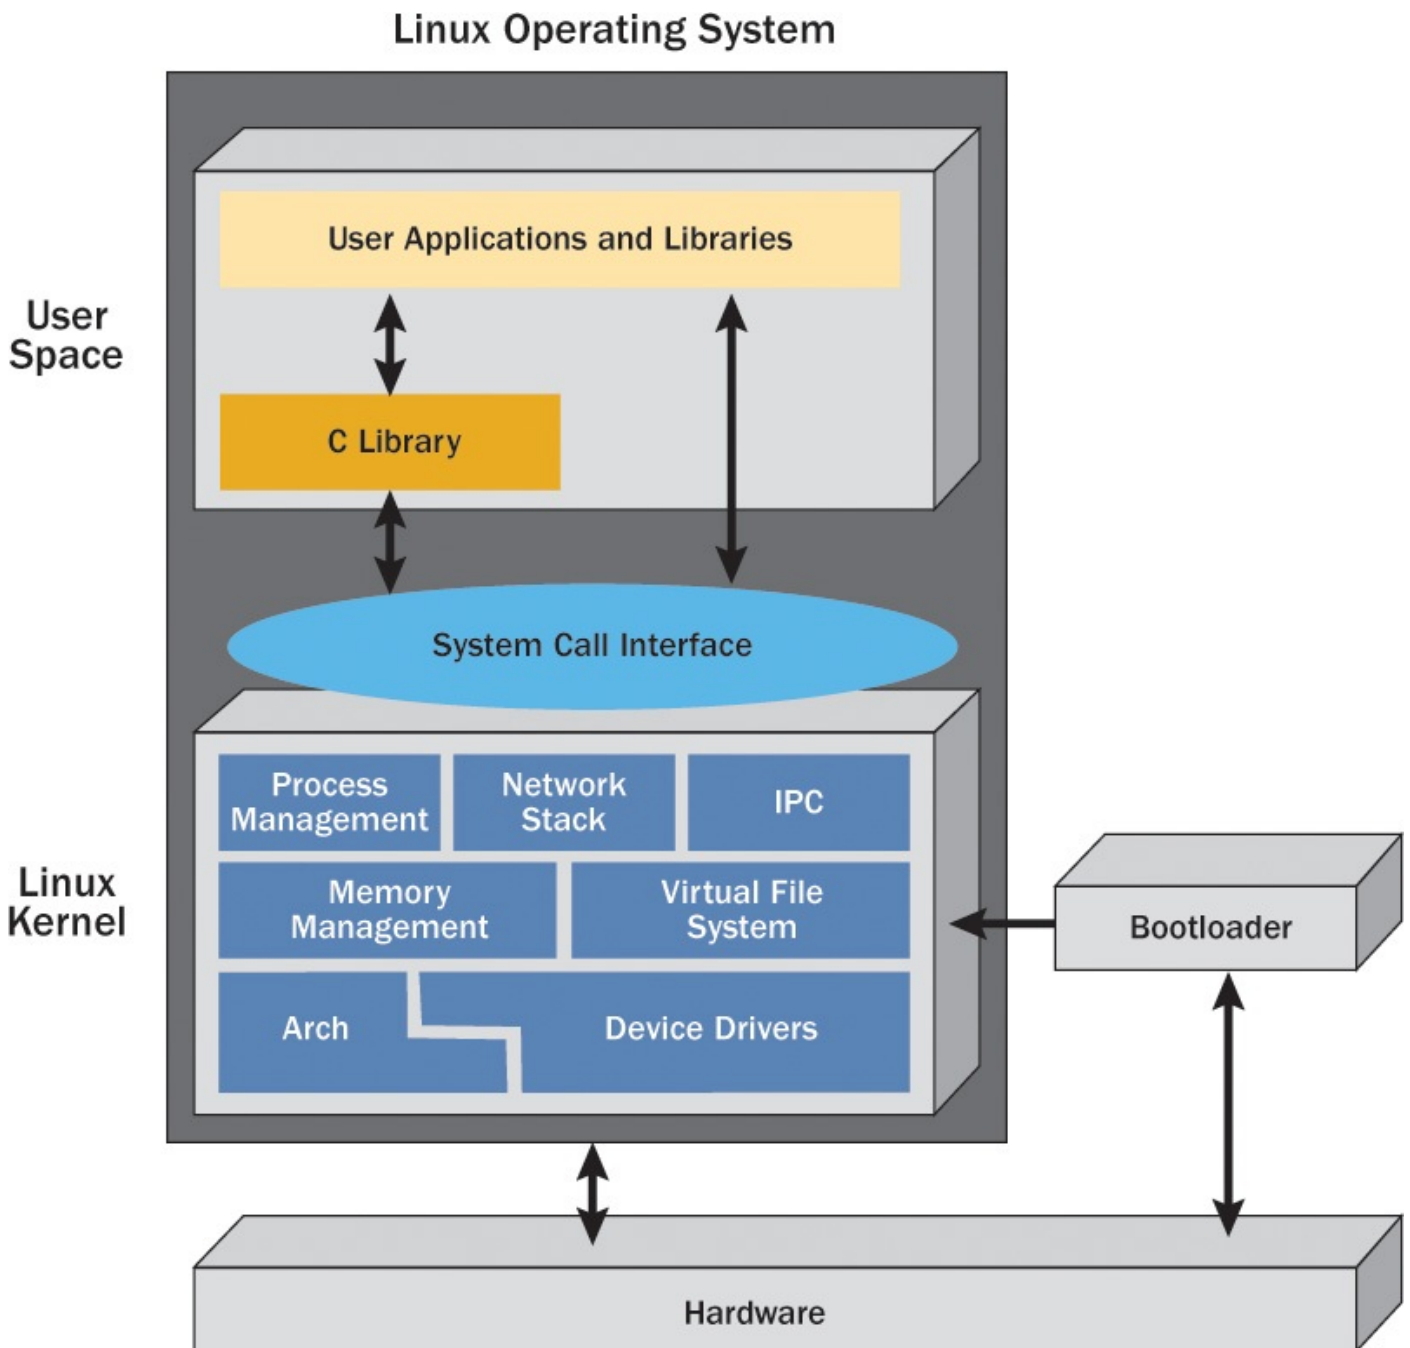 Linux Operating System
User Applications and Libraries
User
Space
C Library
System Call Interface
Process
Management
Network
Stack
IPC
Linux
Kernel
Memory
Management
Virtual File
System
Bootloader
Arch
Device Drivers
Hardware